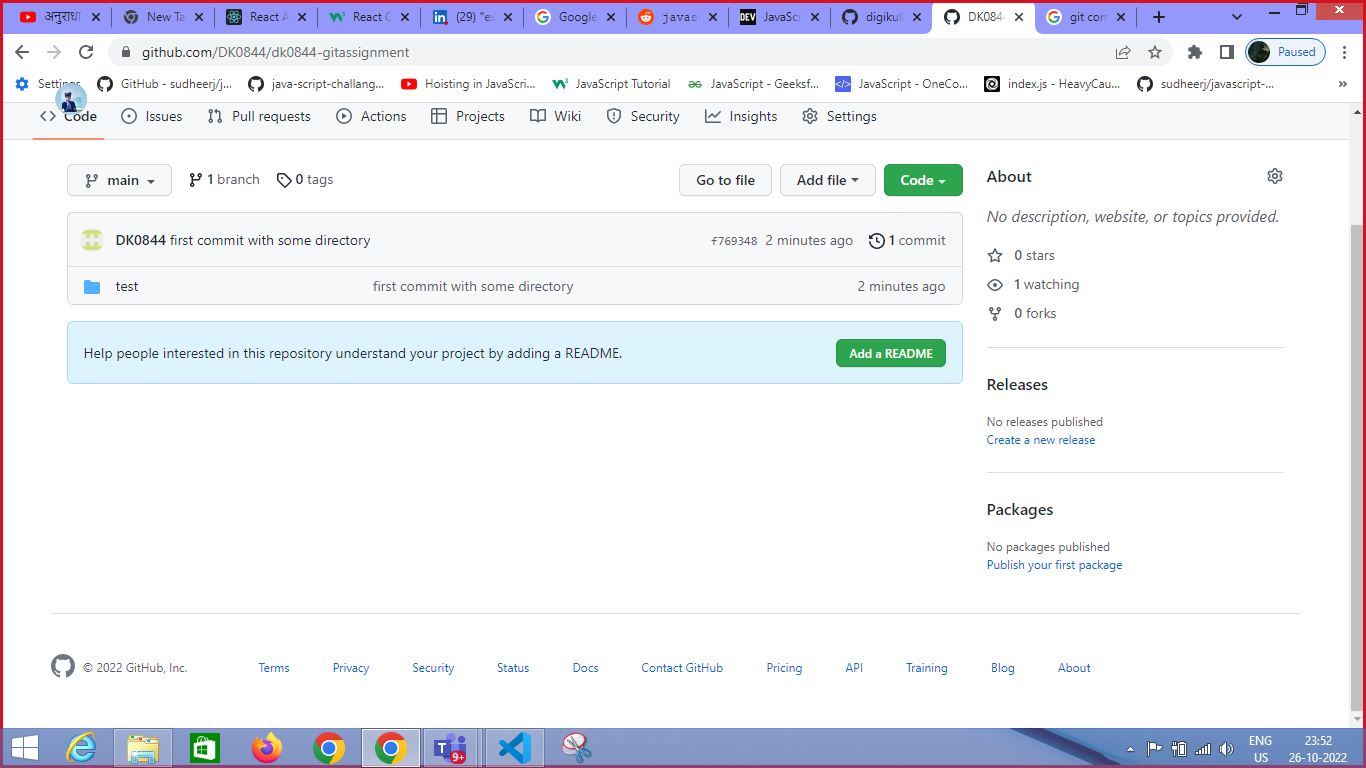 अनुराधा
New Ta
React A
React C
(29) "e
Google
javas
JavaScr
digikull
DK084
git con
github.com/DK0844/dk0844-gitassignment
Paused
Settings
GitHub - sudheerj/j...
java-script-challang...
Hoisting in JavaScri...
JavaScript Tutorial
JavaScript - Geeksf...
JavaScript - OneCo...
index.js - HeavyCau...
sudheerj/javascript-...
»
Code
Issues
Pull requests
Actions
Projects
Wiki
Security
Insights
Settings
main
1 branch
0 tags
Go to file
Add file
Code
DK0844 first commit with some directory
f769348 2 minutes ago
1 commit
test
first commit with some directory
2 minutes ago
Help people interested in this repository understand your project by adding a README.
Add a README
About
No description, website, or topics provided.
0 stars
1 watching
0 forks
Releases
No releases published
Create a new release
Packages
No packages published
Publish your first package
© 2022 GitHub, Inc.
Terms
Privacy
Security
Status
Docs
Contact GitHub
Pricing
API
Training
Blog
About
9+
ENG
US
23:52
26-10-2022